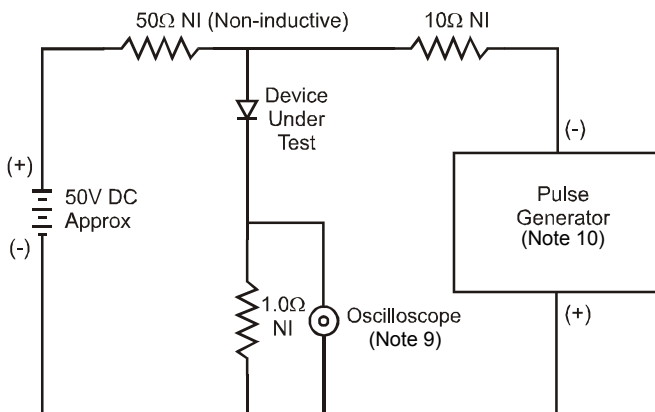 50Ω NI (Non-inductive)
10Ω NI
Device
Under
Test
(-)
(+)
50V DC
Approx
(-)
Pulse
Generator
(Note 10)
1.0Ω
NI
Oscilloscope
(Note 9)
(+)